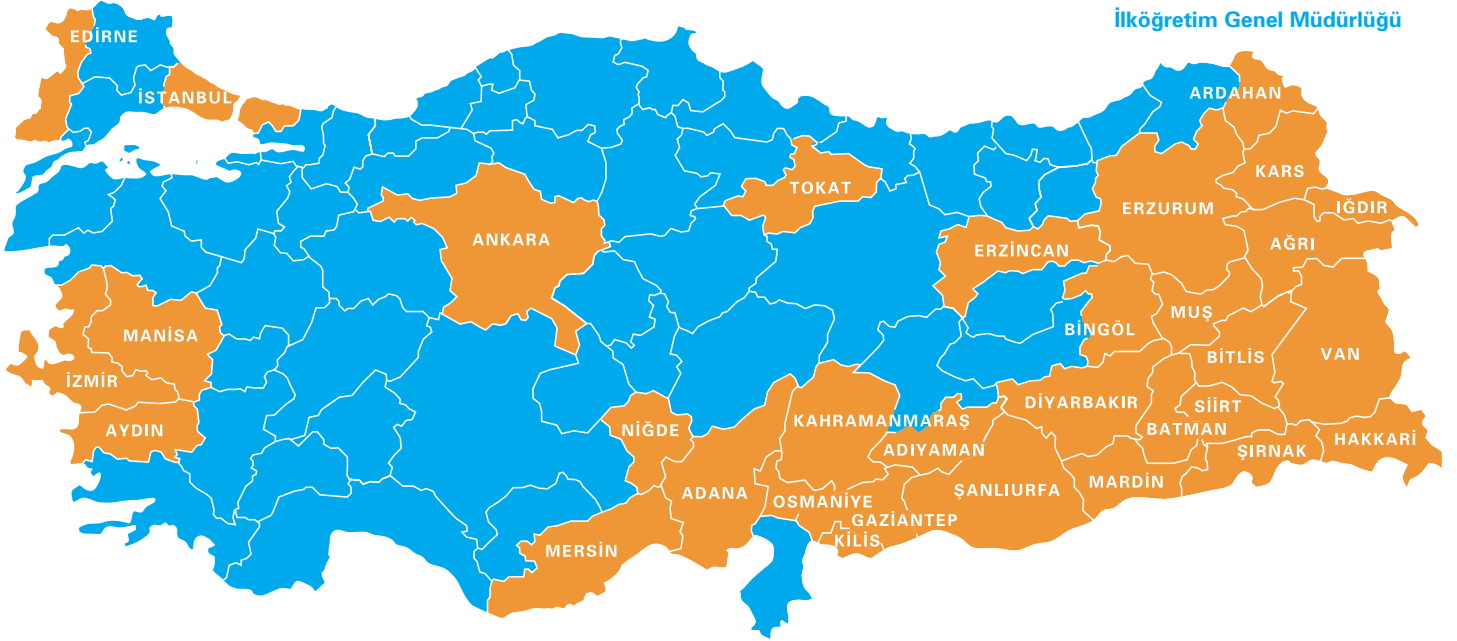 İlköğretim Genel Müdürlüğü
EDİRNE
İSTANBUL
ARDAHAN
KARS
TOKAT
ERZURUM
IĞDIR
ANKARA
ERZİNCAN
AĞRI
MUŞ
BİNGÖL
MANİSA
BİTLİS
VAN
İZMİR
DİYARBAKIR
SİİRT
KAHRAMANMARAŞ
AYDIN
NİĞDE
BATMAN
HAKKARİ
ADIYAMAN
ŞIRNAK
MARDİN
ŞANLIURFA
ADANA
OSMANİYE
GAZİANTEP
KİLİS
MERSİN